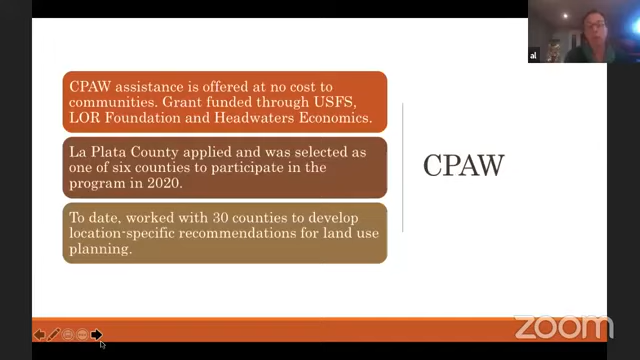 CPAW assistance is offered at no cost to
communities. Grant funded through USFS,
LOR Foundation and Headwaters Economics.
La Plata County applied and was selected as
one of six counties to participate in the
program in 2020.
To date, worked with 30 counties to develop
location-specific recommendations for land use
planning.
CPAW
al
zoom